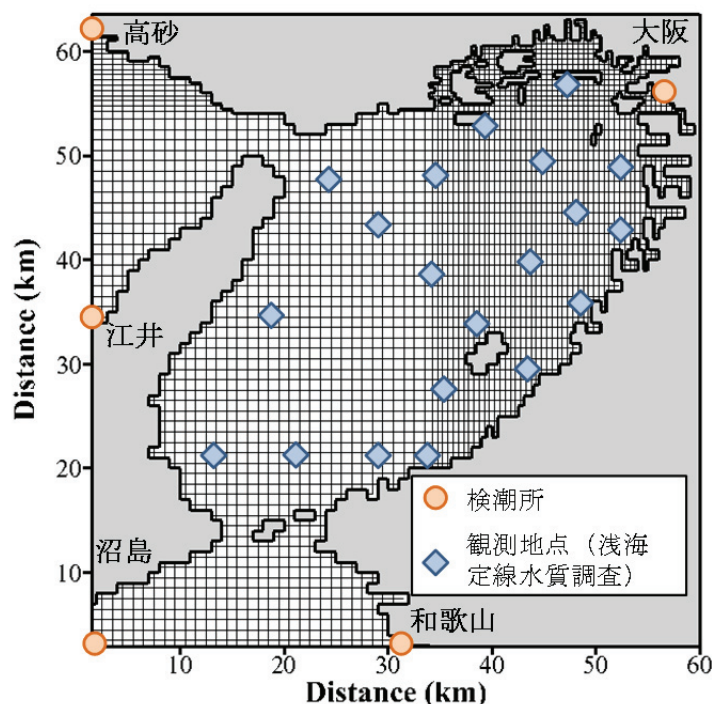 高砂
大阪
60
50
40
30
20
10
Distance (km)
江井
沼島
和歌山
検潮所
観測地点（浅海
定線水質調査）
10 20 30 40 50 60
Distance (km)